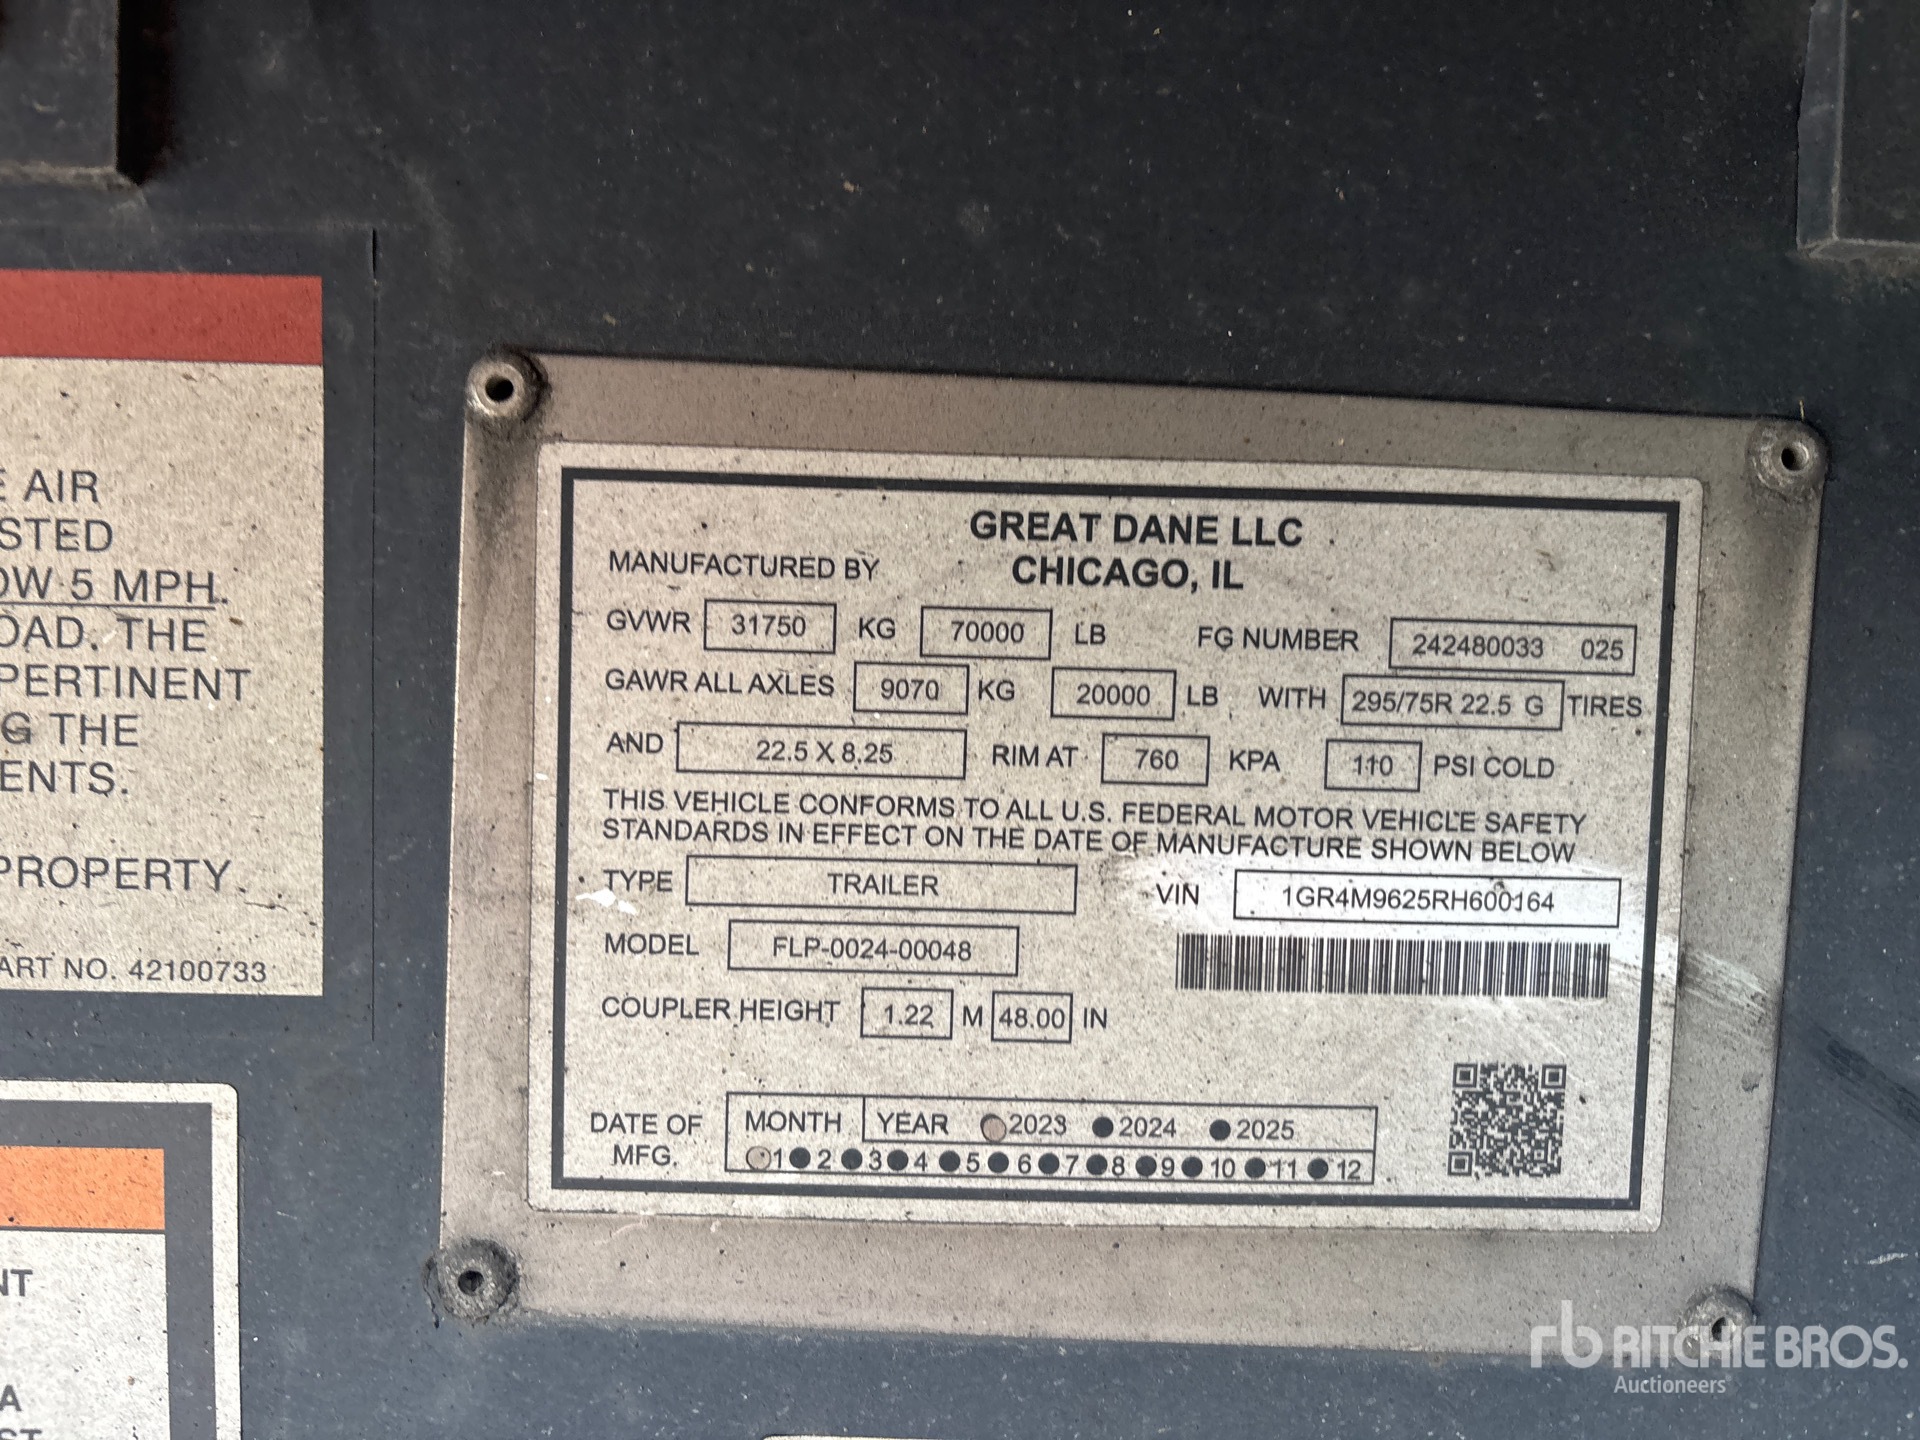 E AIR
STED
OW 5 MPH.
OAD. THE
PERTINENT
G THE
ENTS.
PROPERTY
ART NO. 42100733
NT
A
ST
GREAT DANE LLC
MANUFACTURED BY CHICAGO, IL
GVWR 31750 KG 70000 LB FG NUMBER 242480033 025
GAWR ALL AXLES 9070 KG 20000 LB WITH 295/75R 22.5 G TIRES
AND 22.5 X 8.25 RIM AT 760 KPA 110 PSI COLD
THIS VEHICLE CONFORMS TO ALL U.S. FEDERAL MOTOR VEHICLE SAFETY
STANDARDS IN EFFECT ON THE DATE OF MANUFACTURE SHOWN BELOW
TYPE TRAILER VIN 1GR4M9625RH600164
MODEL FLP-0024-00048
COUPLER HEIGHT 1.22 M 48.00 IN
DATE OF MFG. MONTH YEAR 2023 2024 2025
1 2 3 4 5 6 7 8 9 10 11 12
rb RITCHIE BROS.
Auctioneers